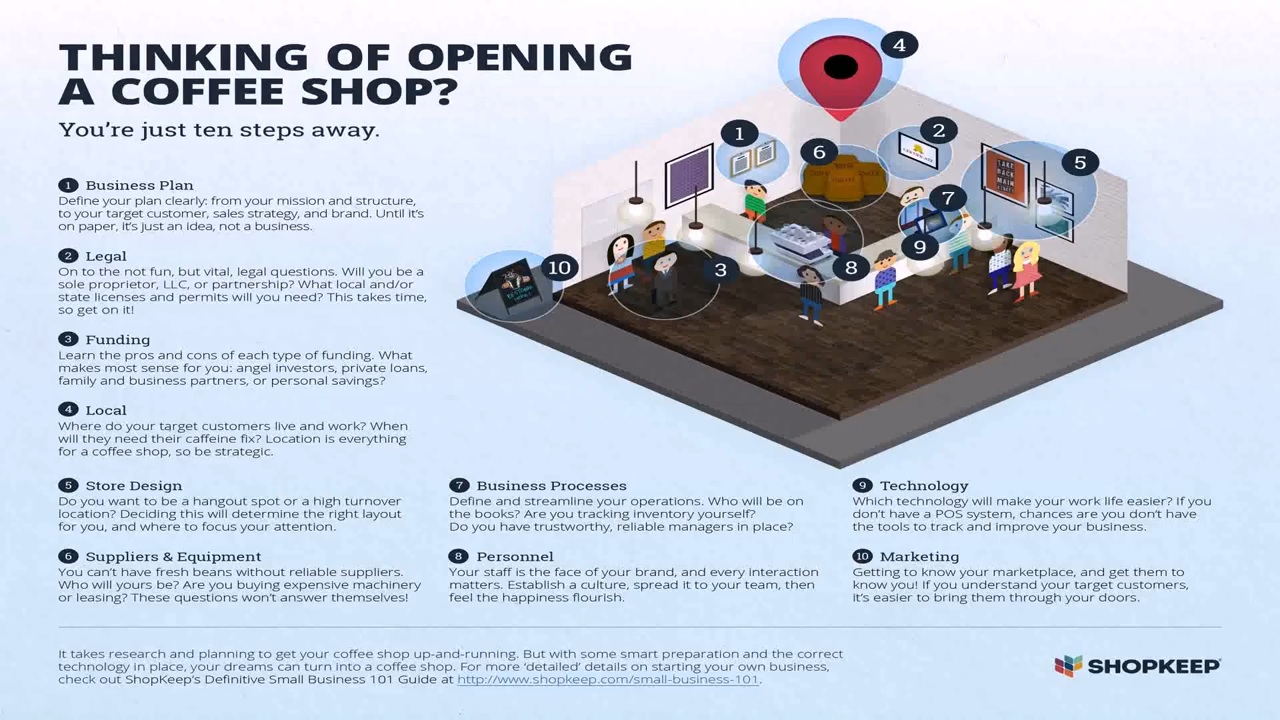 THINKING OF OPENING
A COFFEE SHOP?
You're just ten steps away.
1 Business Plan
Define your plan clearly: from your mission and structure,
to your target customer, sales strategy, and brand. Until it's
on paper, it's just an idea, not a business.
2 Legal
On to the not fun, but vital, legal questions. Will you be a
sole proprietor, LLC, or partnership? What local and/or
state licenses and permits will you need? This takes time,
so get on it!
3 Funding
Learn the pros and cons of each type of funding. What
makes most sense for you: angel investors, private loans,
family and business partners, or personal savings?
4 Local
Where do your target customers live and work? When
will they need their caffeine fix? Location is everything
for a coffee shop, so be strategic.
5 Store Design
Do you want to be a hangout spot or a high turnover
location? Deciding this will determine the right layout
for you, and where to focus your attention.
6 Suppliers & Equipment
You can't have fresh beans without reliable suppliers.
Who will yours be? Are you buying expensive machinery
or leasing? These questions won't answer themselves!
7 Business Processes
Define and streamline your operations. Who will be on
the books? Are you tracking inventory yourself?
Do you have trustworthy, reliable managers in place?
8 Personnel
Your staff is the face of your brand, and every interaction
matters. Establish a culture, spread it to your team, then
feel the happiness flourish.
9 Technology
Which technology will make your work life easier? If you
don't have a POS system, chances are you don't have
the tools to track and improve your business.
10 Marketing
Getting to know your marketplace, and get them to
know you! If you understand your target customers,
it's easier to bring them through your doors.
4
1
2
6
5
7
9
10
3
8
TAKE
BACK
MAIN
STREET
It takes research and planning to get your coffee shop up-and-running. But with some smart preparation and the correct
technology in place, your dreams can turn into a coffee shop. For more 'detailed' details on starting your own business,
check out ShopKeep's Definitive Small Business 101 Guide at http://www.shopkeep.com/small-business-101.
SHOPKEEP